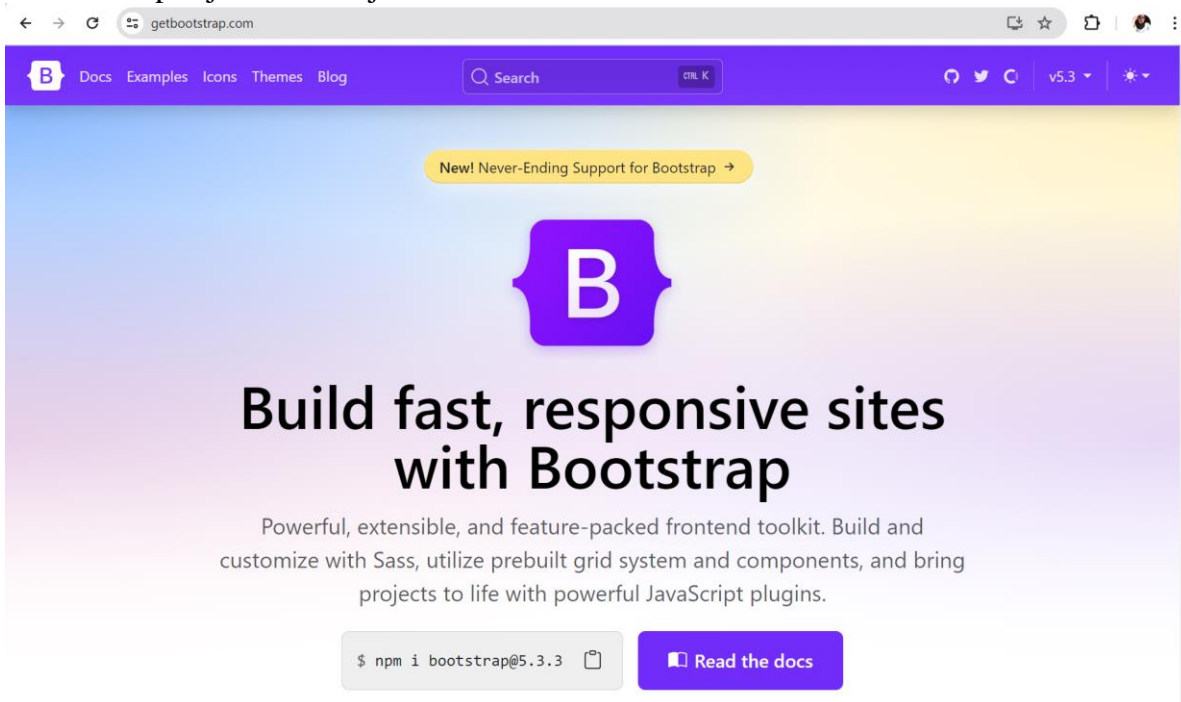 getbootstrap.com
B Docs Examples Icons Themes Blog Search CTRL K v5.3
New! Never-Ending Support for Bootstrap →
B
Build fast, responsive sites
with Bootstrap
Powerful, extensible, and feature-packed frontend toolkit. Build and
customize with Sass, utilize prebuilt grid system and components, and bring
projects to life with powerful JavaScript plugins.
$ npm i bootstrap@5.3.3 Read the docs